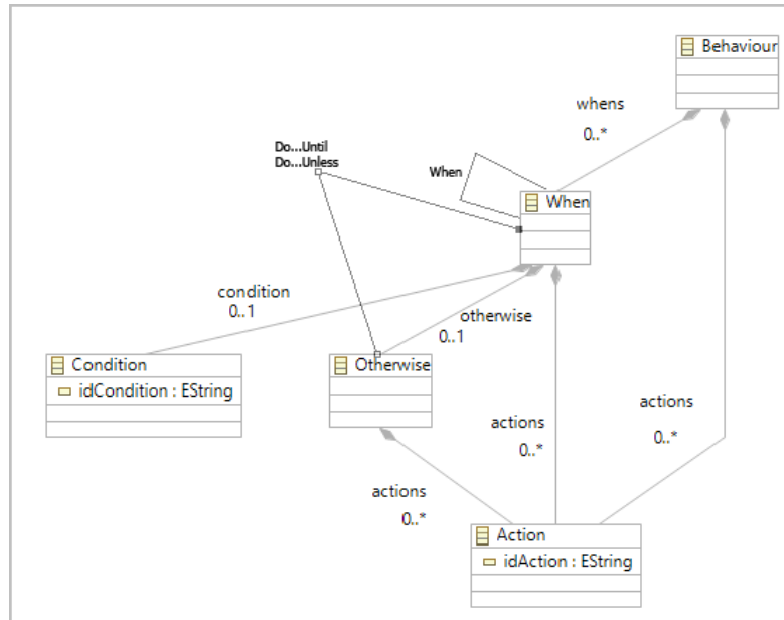 Behaviour
whens
0..*
Do...Until
Do...Unless
When
When
condition
0..1
otherwise
0..1
Condition
idCondition : EString
Otherwise
actions
0..*
actions
0..*
actions
0..*
Action
idAction : EString